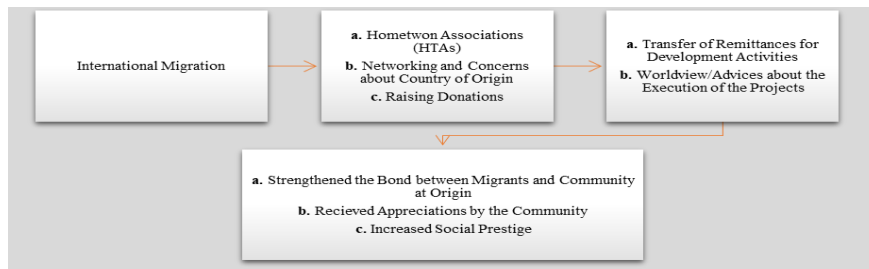 International Migration
a. Hometwon Associations
(HTAs)
b. Networking and Concerns
about Country of Origin
c. Raising Donations
a. Transfer of Remittances for
Development Activities
b. Worldview/Advices about the
Execution of the Projects
a. Strengthened the Bond between Migrants and Community
at Origin
b. Recieved Appreciations by the Community
c. Increased Social Prestige